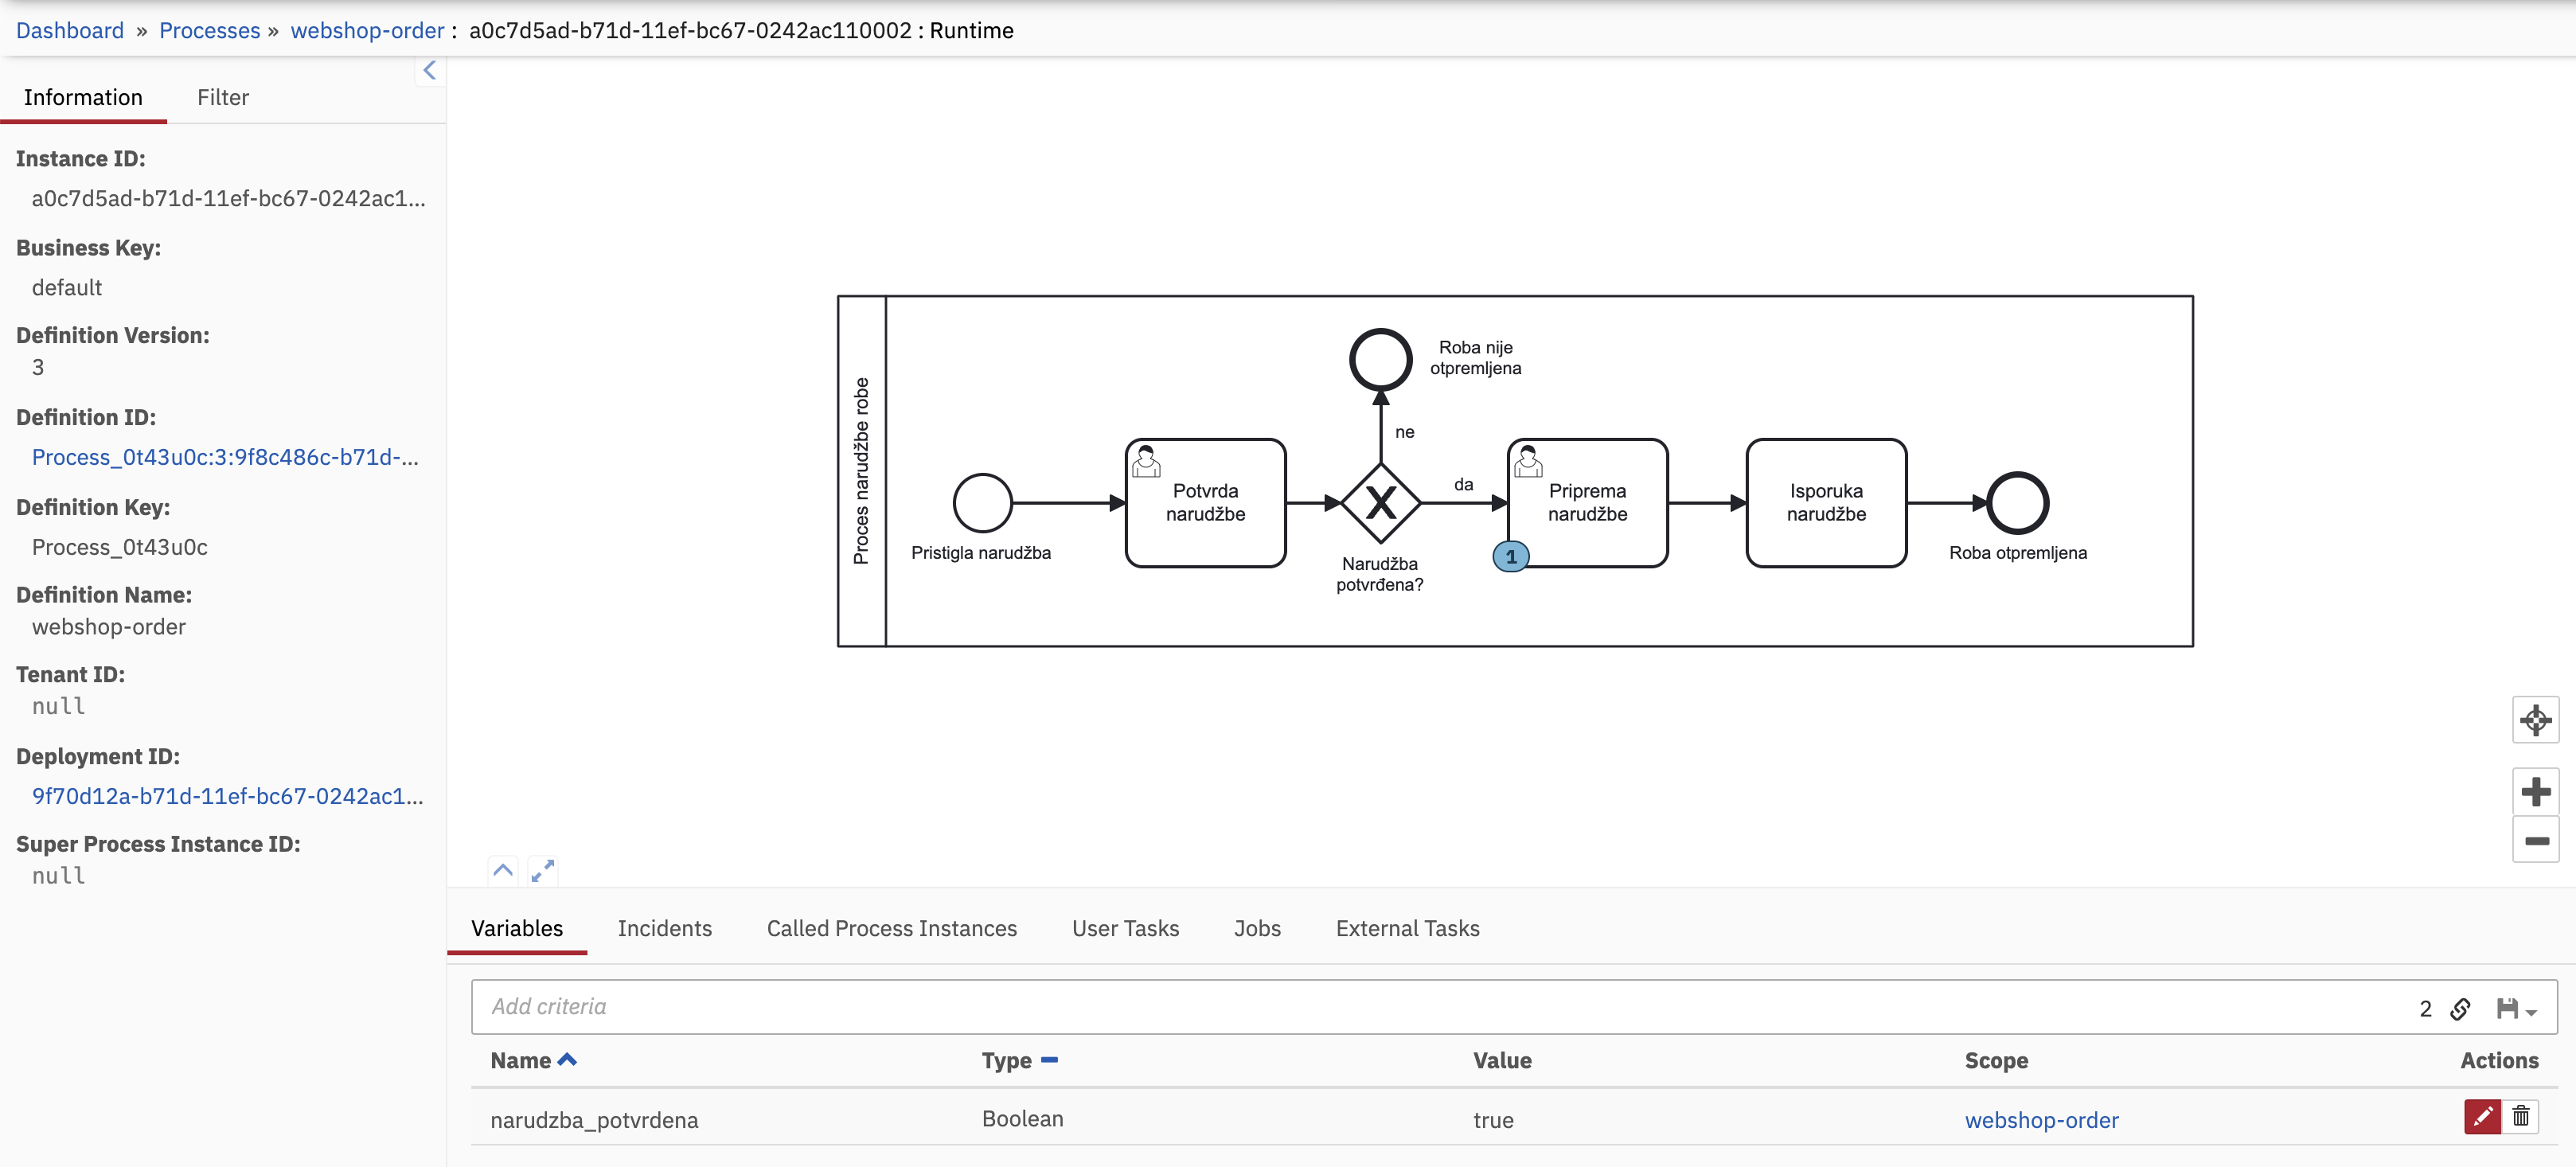 Dashboard » Processes » webshop-order : a0c7d5ad-b71d-11ef-bc67-0242ac110002 : Runtime
Information Filter
Instance ID:
a0c7d5ad-b71d-11ef-bc67-0242ac1...
Business Key:
default
Definition Version:
3
Definition ID:
Process_0t43u0c:3:9f8c486c-b71d-...
Definition Key:
Process_0t43u0c
Definition Name:
webshop-order
Tenant ID:
null
Deployment ID:
9f70d12a-b71d-11ef-bc67-0242ac1...
Super Process Instance ID:
null
Proces narudžbe robe
Pristigla narudžba
Potvrda
narudžbe
Roba nije
otpremljena
ne
X
Narudžba
potvrđena?
da
Priprema
narudžbe
1
Isporuka
narudžbe
Roba otpremljena
Variables Incidents Called Process Instances User Tasks Jobs External Tasks
Add criteria 2
Name Type Value Scope Actions
narudzba_potvrdena Boolean true webshop-order